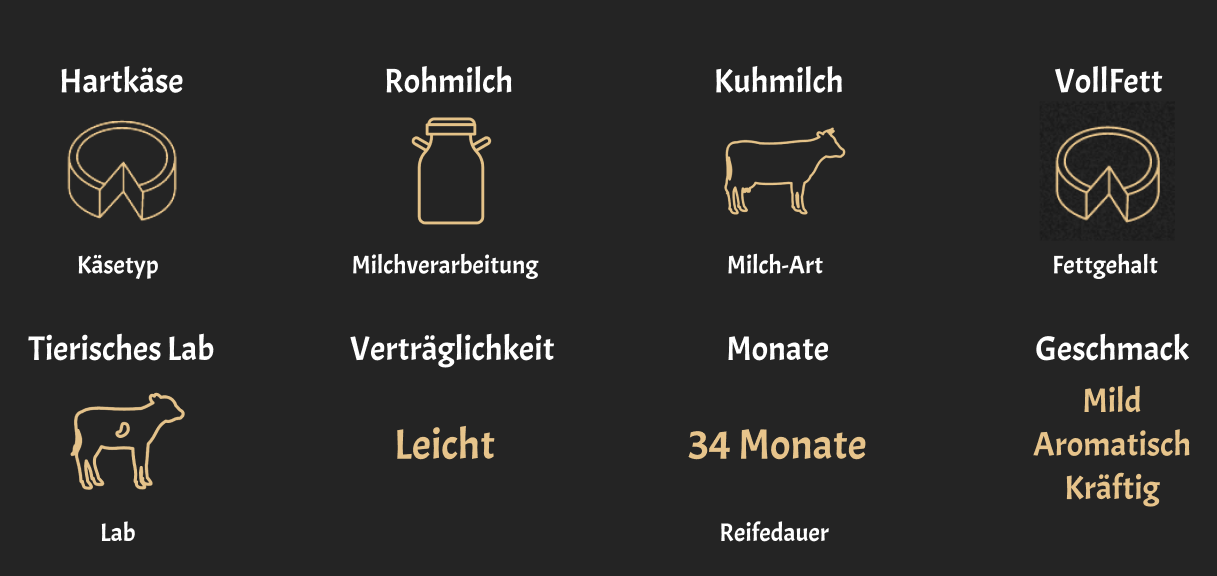 Hartkäse
Rohmilch
Kuhmilch
VollFett
Käsetyp
Milchverarbeitung
Milch-Art
Fettgehalt
Tierisches Lab
Verträglichkeit
Monate
Geschmack
Leicht
34 Monate
Mild
Aromatisch
Kräftig
Lab
Reifedauer